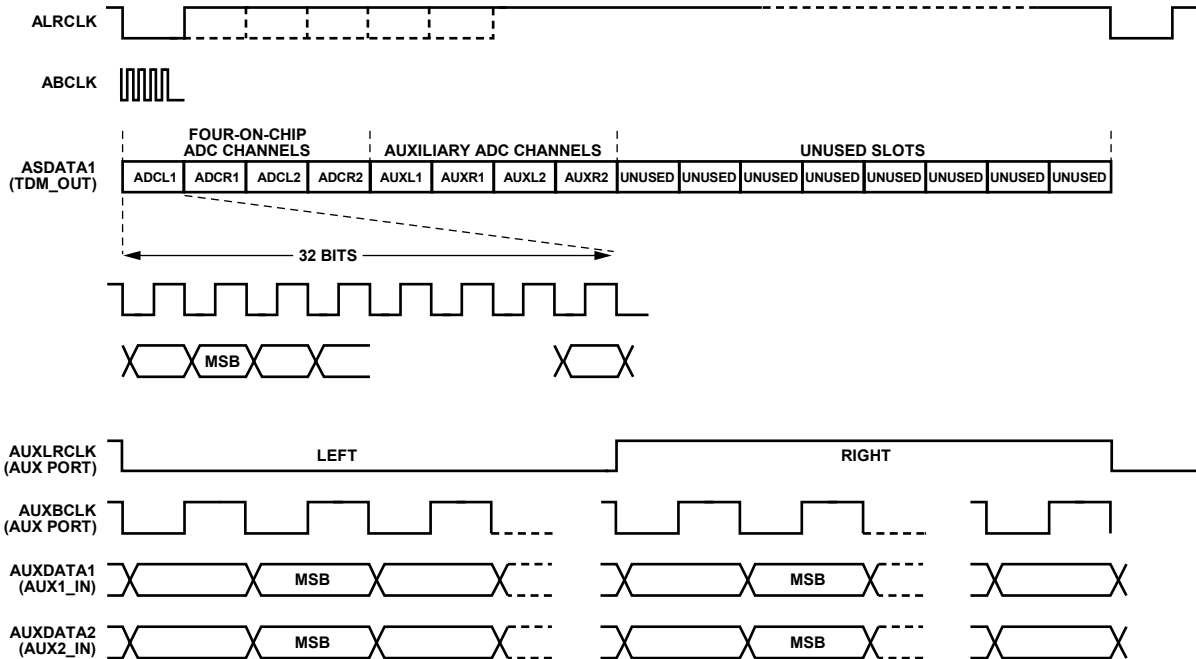 ALRCLK
ABCLK
FOUR-ON-CHIP
ADC CHANNELS
AUXILIARY ADC CHANNELS
UNUSED SLOTS
ASDATA1
(TDM_OUT)
ADCL1 ADCR1 ADCL2 ADCR2 AUXL1 AUXR1 AUXL2 AUXR2 UNUSED UNUSED UNUSED UNUSED UNUSED UNUSED UNUSED UNUSED
32 BITS
MSB
AUXLRCLK
(AUX PORT)
LEFT
RIGHT
AUXBCLK
(AUX PORT)
AUXDATA1
(AUX1_IN)
MSB
MSB
AUXDATA2
(AUX2_IN)
MSB
MSB